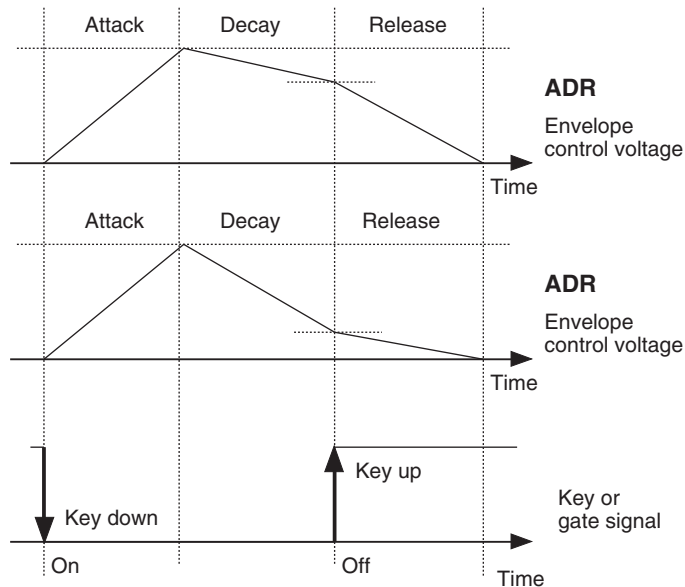 Attack Decay Release
ADR
Envelope
control voltage
Time
Attack Decay Release
ADR
Envelope
control voltage
Time
Key up
Key down
Key or
gate signal
On Off Time